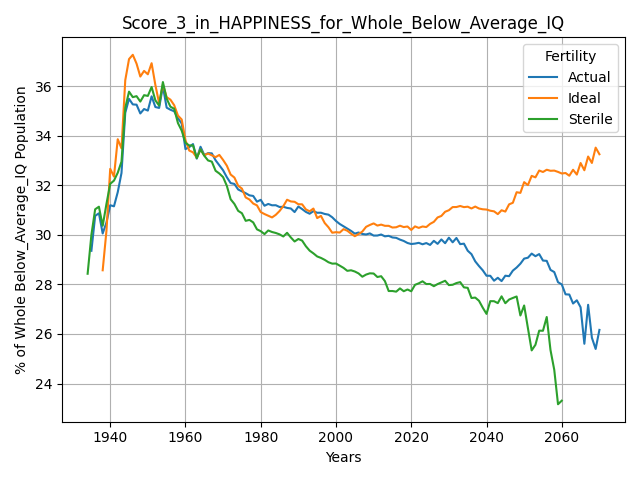 Score_3_in_HAPPINESS_for_Whole_Below_Average_IQ
% of Whole Below_Average_IQ Population
36
34
32
30
28
26
24
Fertility
Actual
Ideal
Sterile
1940 1960 1980 2000 2020 2040 2060
Years